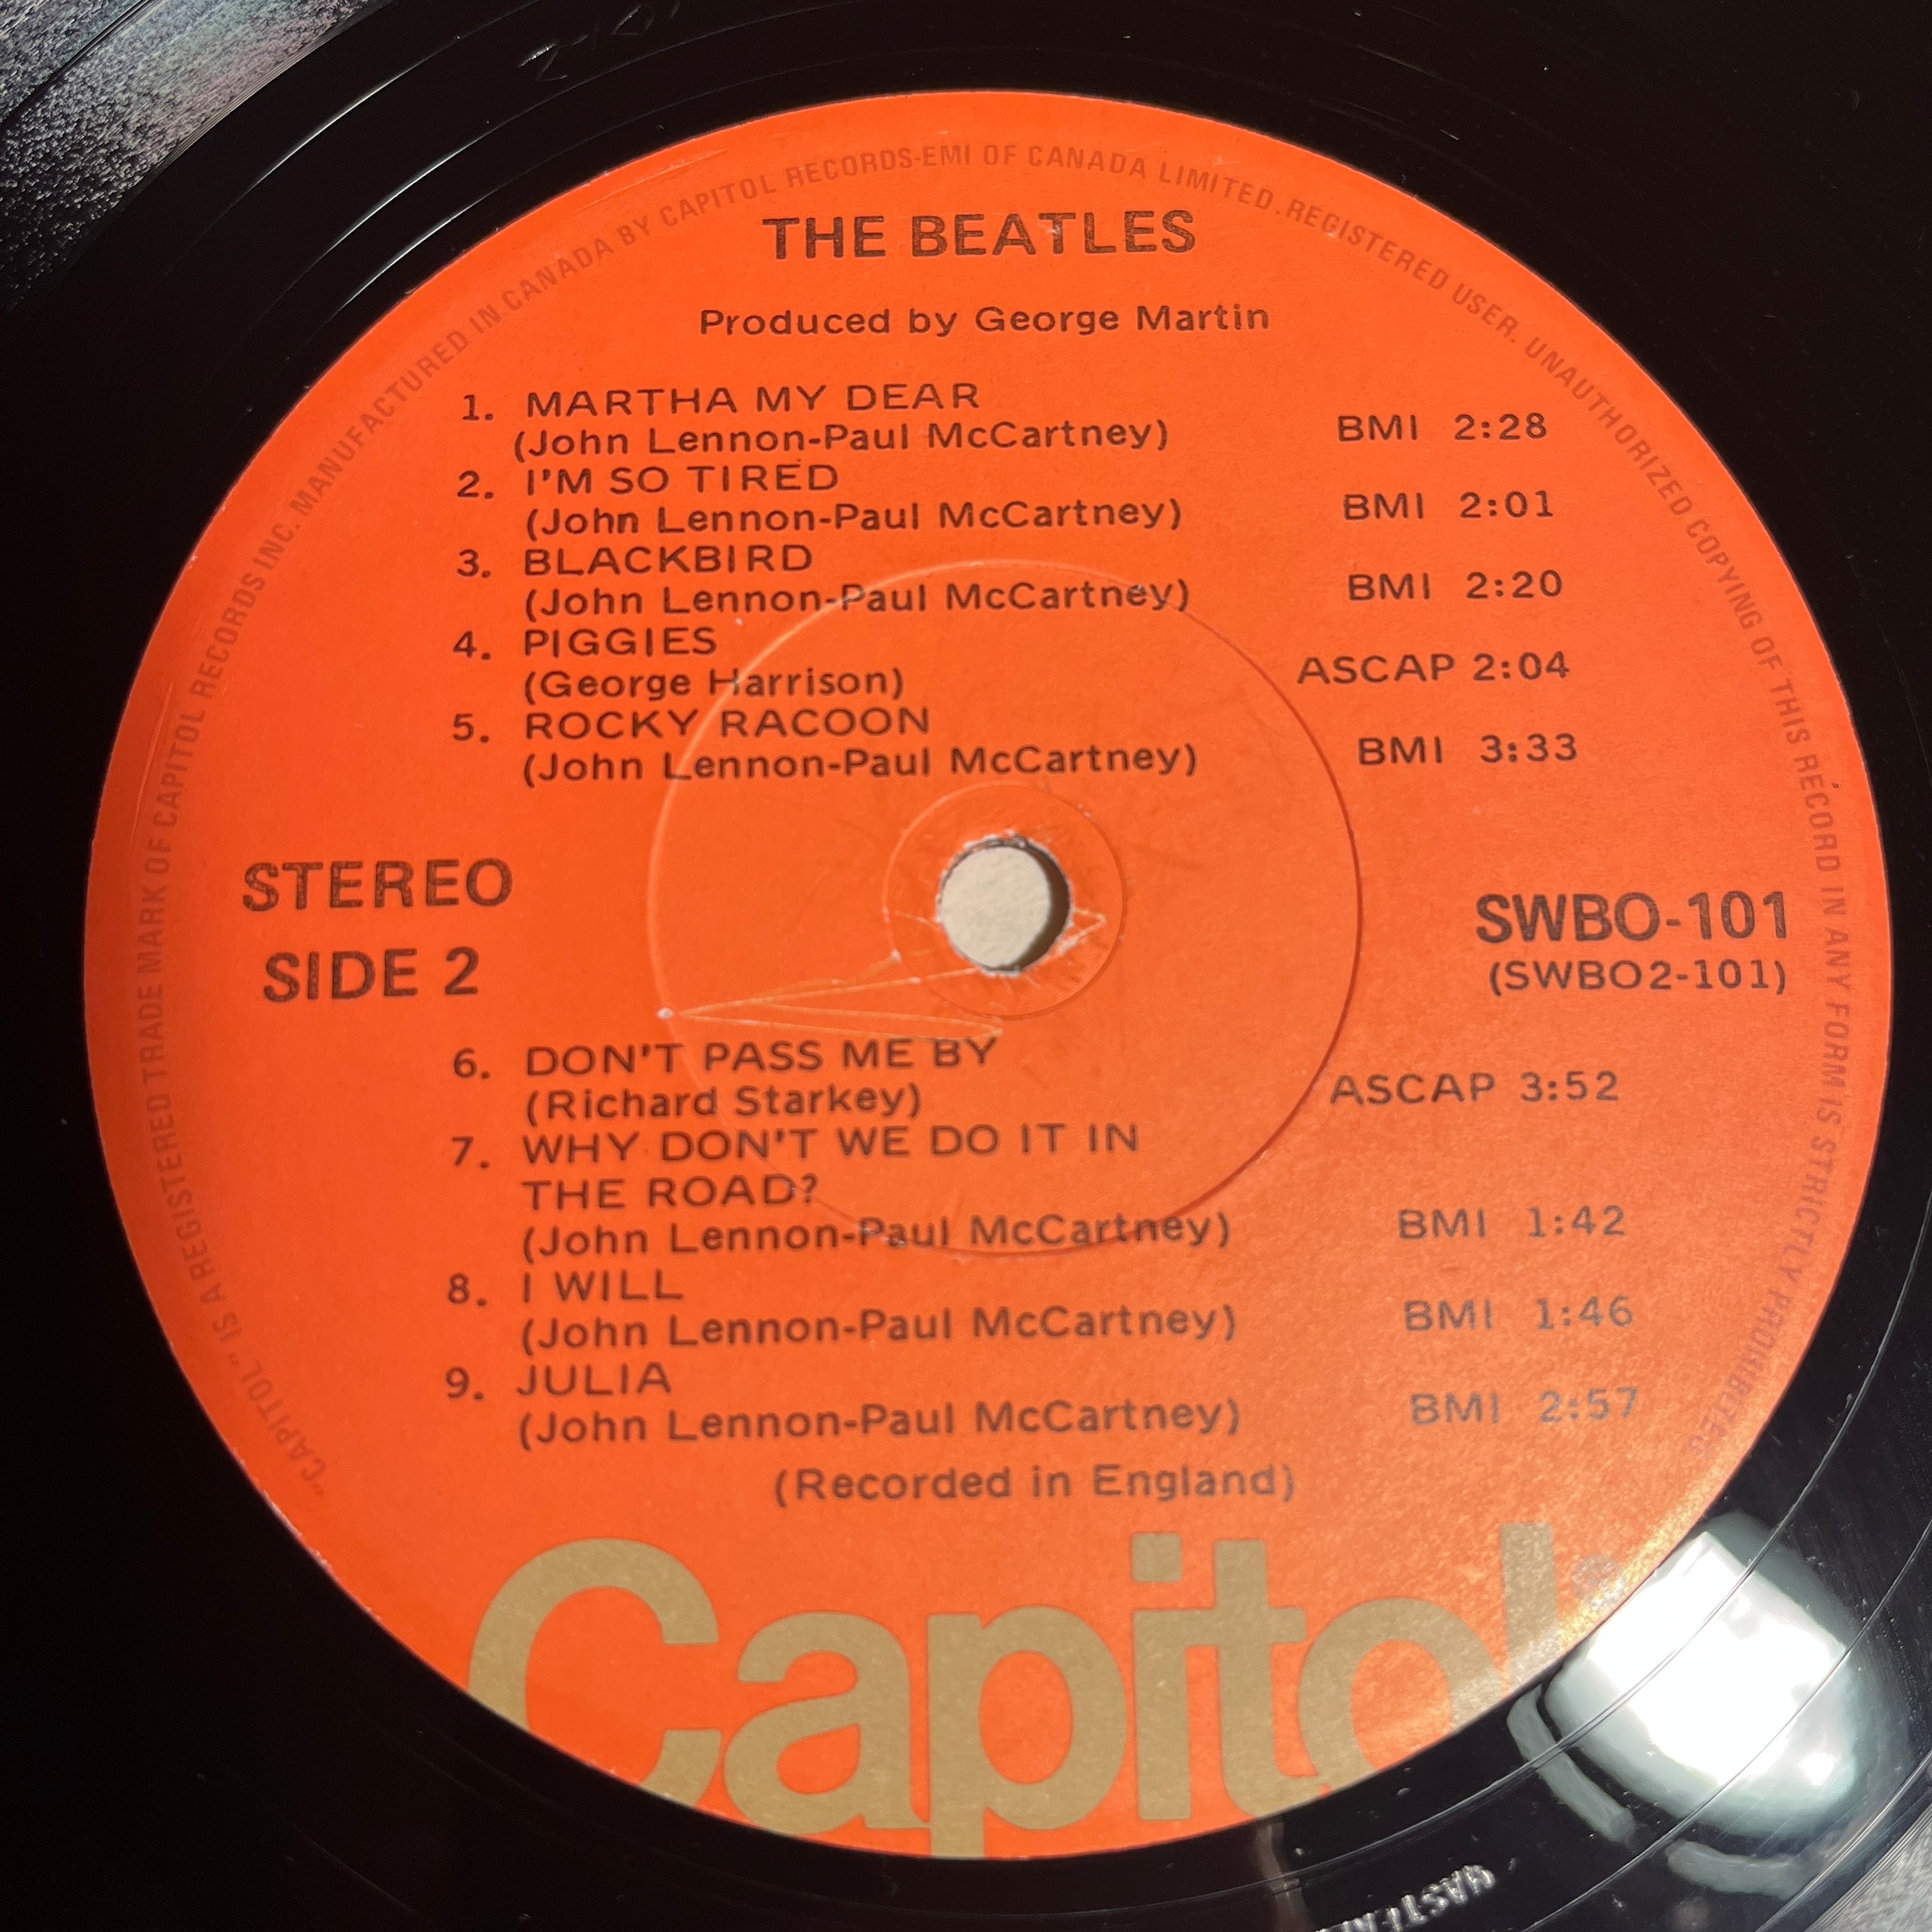 "CAPITOL" IS A REGISTERED TRADE MARK OF CAPITOL RECORDS INC. MANUFACTURED IN CANADA BY CAPITOL RECORDS-EMI OF CANADA LIMITED. REGISTERED USER. UNAUTHORIZED COPYING OF THIS RECORD IN ANY FORM IS STRICTLY PROHIBITED
THE BEATLES
Produced by George Martin
1. MARTHA MY DEAR
(John Lennon-Paul McCartney) BMI 2:28
2. I'M SO TIRED
(John Lennon-Paul McCartney) BMI 2:01
3. BLACKBIRD
(John Lennon-Paul McCartney) BMI 2:20
4. PIGGIES
(George Harrison) ASCAP 2:04
5. ROCKY RACOON
(John Lennon-Paul McCartney) BMI 3:33
STEREO
SIDE 2
SWBO-101
(SWBO2-101)
6. DON'T PASS ME BY
(Richard Starkey) ASCAP 3:52
7. WHY DON'T WE DO IT IN
THE ROAD?
(John Lennon-Paul McCartney) BMI 1:42
8. I WILL
(John Lennon-Paul McCartney) BMI 1:46
9. JULIA
(John Lennon-Paul McCartney) BMI 2:57
(Recorded in England)
Capitol®